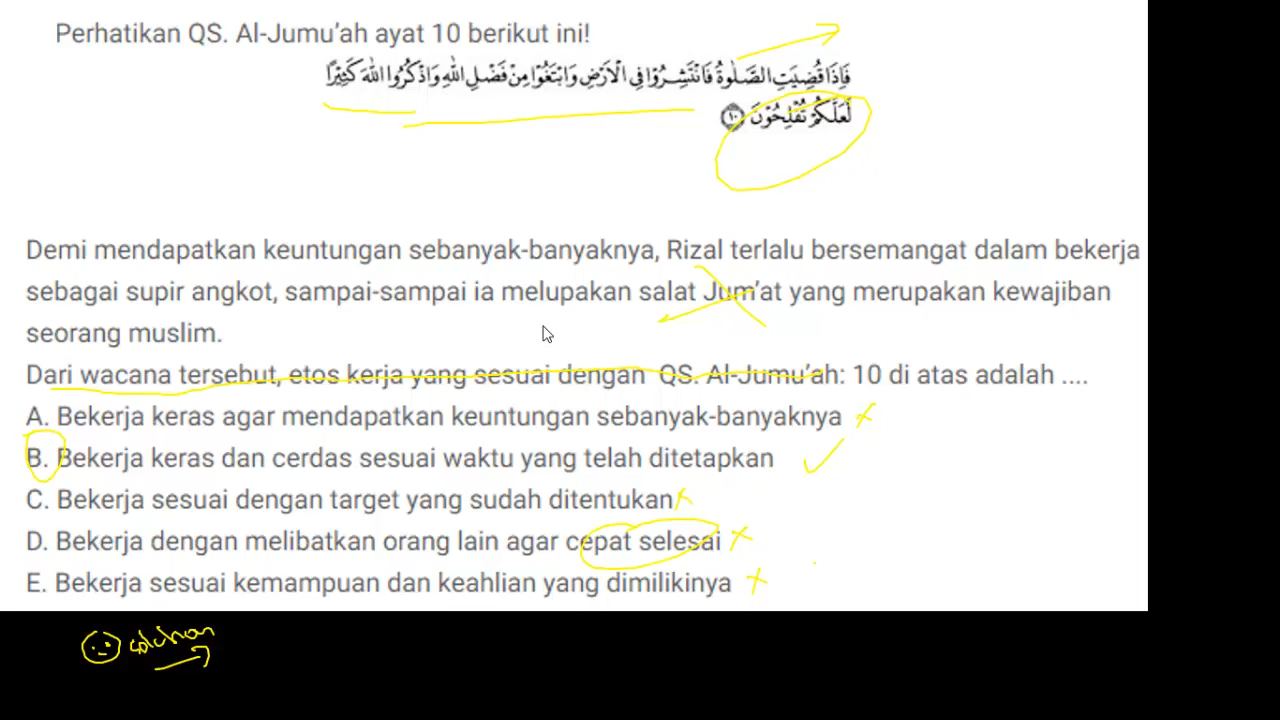 Perhatikan QS. Al-Jumu’ah ayat 10 berikut ini!
فَاِذَا قُضِيَتِ الصَّلٰوةُ فَانْتَشِرُوْا فِى الْاَرْضِ وَابْتَغُوْا مِنْ فَضْلِ اللّٰهِ وَاذْكُرُوا اللّٰهَ كَثِيْرًا
لَّعَلَّكُمْ تُفْلِحُوْنَ ١٠
Demi mendapatkan keuntungan sebanyak-banyaknya, Rizal terlalu bersemangat dalam bekerja
sebagai supir angkot, sampai-sampai ia melupakan salat Jum’at yang merupakan kewajiban
seorang muslim.
Dari wacana tersebut, etos kerja yang sesuai dengan QS. Al-Jumu’ah: 10 di atas adalah ....
A. Bekerja keras agar mendapatkan keuntungan sebanyak-banyaknya
B. Bekerja keras dan cerdas sesuai waktu yang telah ditetapkan
C. Bekerja sesuai dengan target yang sudah ditentukan
D. Bekerja dengan melibatkan orang lain agar cepat selesai
E. Bekerja sesuai kemampuan dan keahlian yang dimilikinya